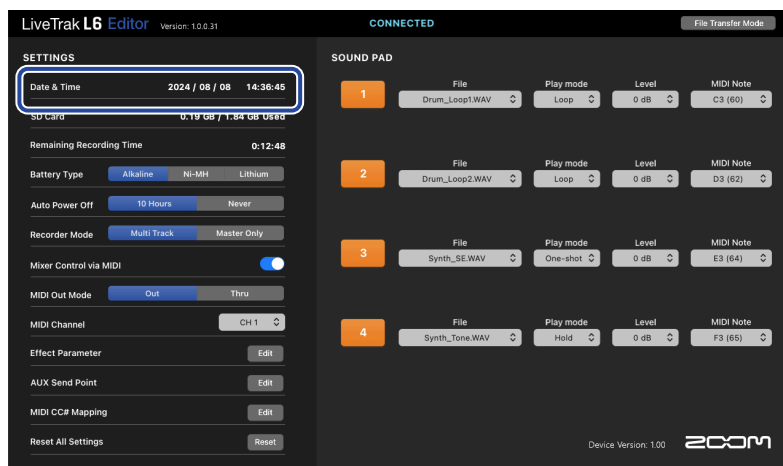 LiveTrak L6 Editor Version: 1.0.0.31
CONNECTED
File Transfer Mode
SETTINGS
Date & Time 2024 / 08 / 08 14:36:45
SD Card 0.19 GB / 1.84 GB Used
Remaining Recording Time 0:12:48
Battery Type Alkaline Ni-MH Lithium
Auto Power Off 10 Hours Never
Recorder Mode Multi Track Master Only
Mixer Control via MIDI
MIDI Out Mode Out Thru
MIDI Channel CH 1
Effect Parameter Edit
AUX Send Point Edit
MIDI CC# Mapping Edit
Reset All Settings Reset
SOUND PAD
File Play mode Level MIDI Note
1 Drum_Loop1.WAV Loop 0 dB C3 (60)
File Play mode Level MIDI Note
2 Drum_Loop2.WAV Loop 0 dB D3 (62)
File Play mode Level MIDI Note
3 Synth_SE.WAV One-shot 0 dB E3 (64)
File Play mode Level MIDI Note
4 Synth_Tone.WAV Hold 0 dB F3 (65)
Device Version: 1.00 ZOOM